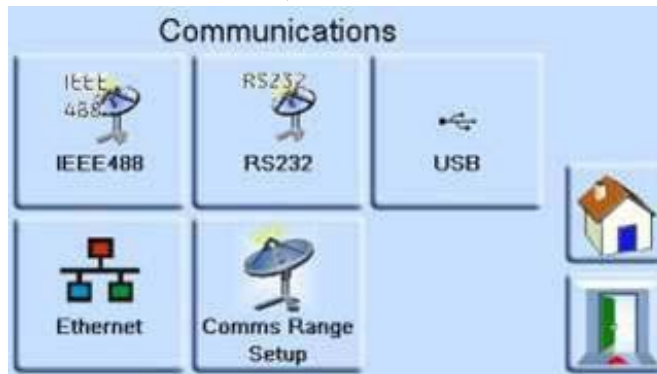 Communications
IEEE
488
IEEE488
RS232
RS232
USB
Ethernet
Comms Range
Setup